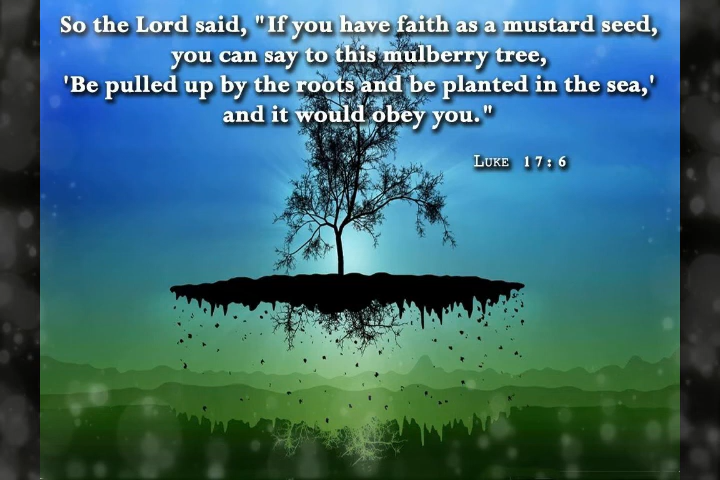 So the Lord said, "If you have faith as a mustard seed,
you can say to this mulberry tree,
'Be pulled up by the roots and be planted in the sea,'
and it would obey you."
Luke 17:6